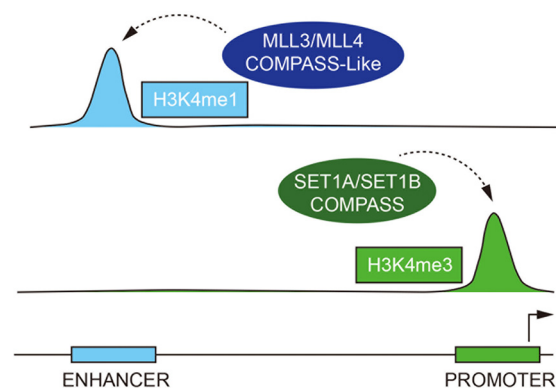 MLL3/MLL4
COMPASS-Like
H3K4me1
SET1A/SET1B
COMPASS
H3K4me3
ENHANCER
PROMOTER